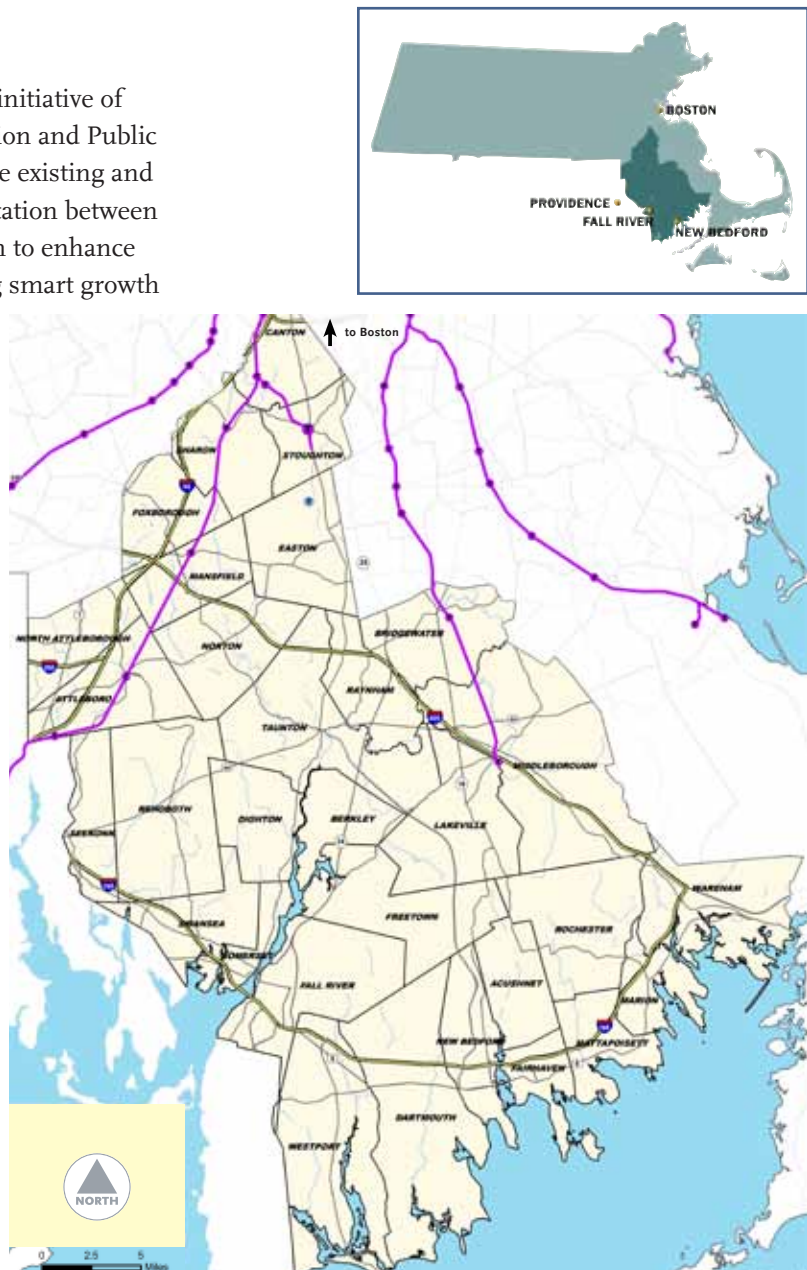 initiative of
ion and Public
e existing and
tation between
n to enhance
g smart growth
BOSTON
PROVIDENCE
FALL RIVER
NEW BEDFORD
CANTON
to Boston
SHARON
STOUGHTON
FOXBOROUGH
EASTON
MANSFIELD
NORTH ATTLEBOROUGH
NORTON
BRIDGEWATER
ATTLEBORO
RAYNHAM
TAUNTON
MIDDLEBOROUGH
REHOBOTH
DIGHTON
BERKLEY
LAKEVILLE
SEEKONK
WAREHAM
SWANSEA
FREETOWN
ROCHESTER
SOMERSET
FALL RIVER
ACUSHNET
MARION
NEW BEDFORD
MATTAPOISETT
FAIRHAVEN
DARTMOUTH
WESTPORT
NORTH
0 2.5 5
Miles